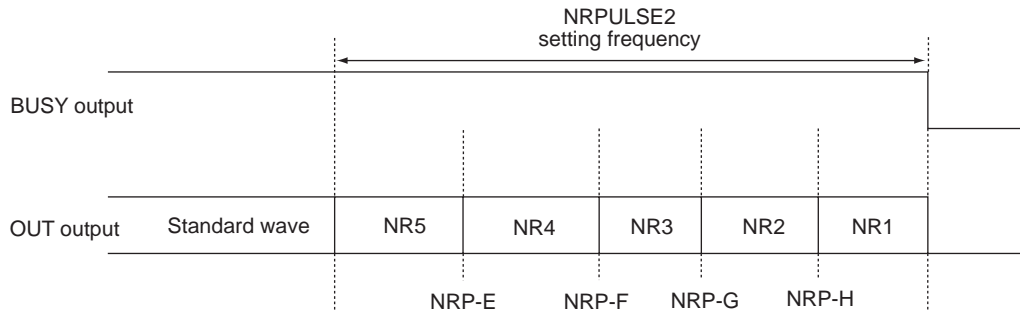 NRPULSE2
setting frequency
BUSY output
OUT output Standard wave NR5 NR4 NR3 NR2 NR1
NRP-E NRP-F NRP-G NRP-H